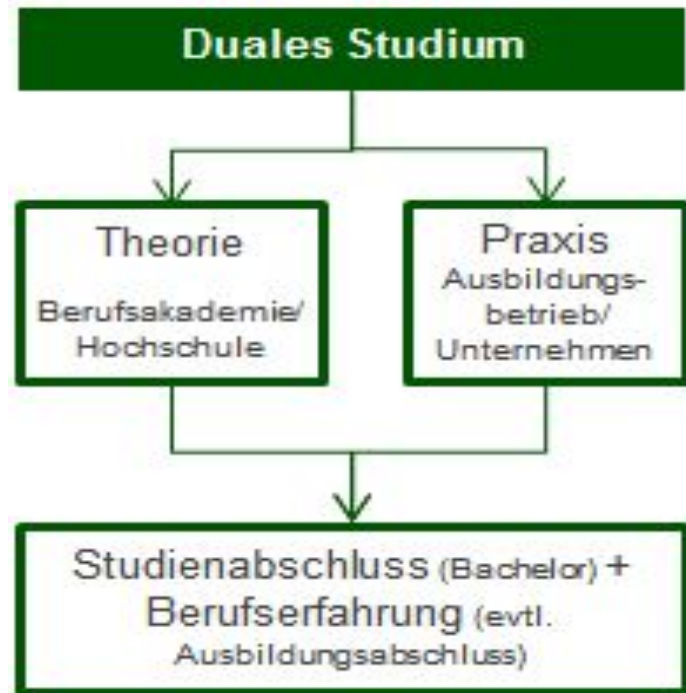 Duales Studium
Theorie
Berufsakademie/
Hochschule
Praxis
Ausbildungs-
betrieb/
Unternehmen
Studienabschluss (Bachelor) +
Berufserfahrung (evtl.
Ausbildungsabschluss)